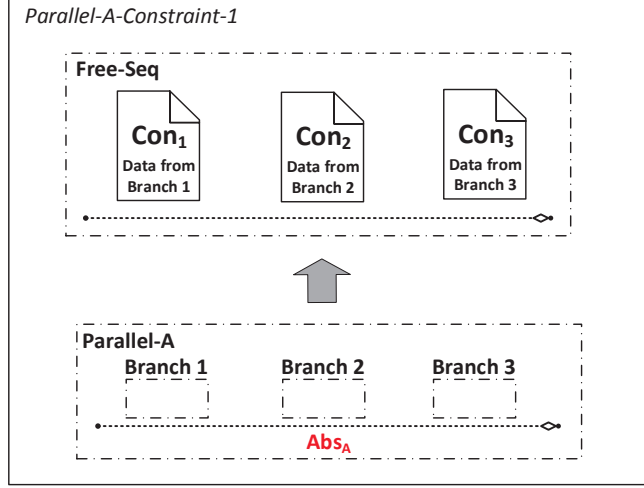 Parallel-A-Constraint-1
Free-Seq
Con₁
Data from
Branch 1
Con₂
Data from
Branch 2
Con₃
Data from
Branch 3
Parallel-A
Branch 1
Branch 2
Branch 3
Abs_A